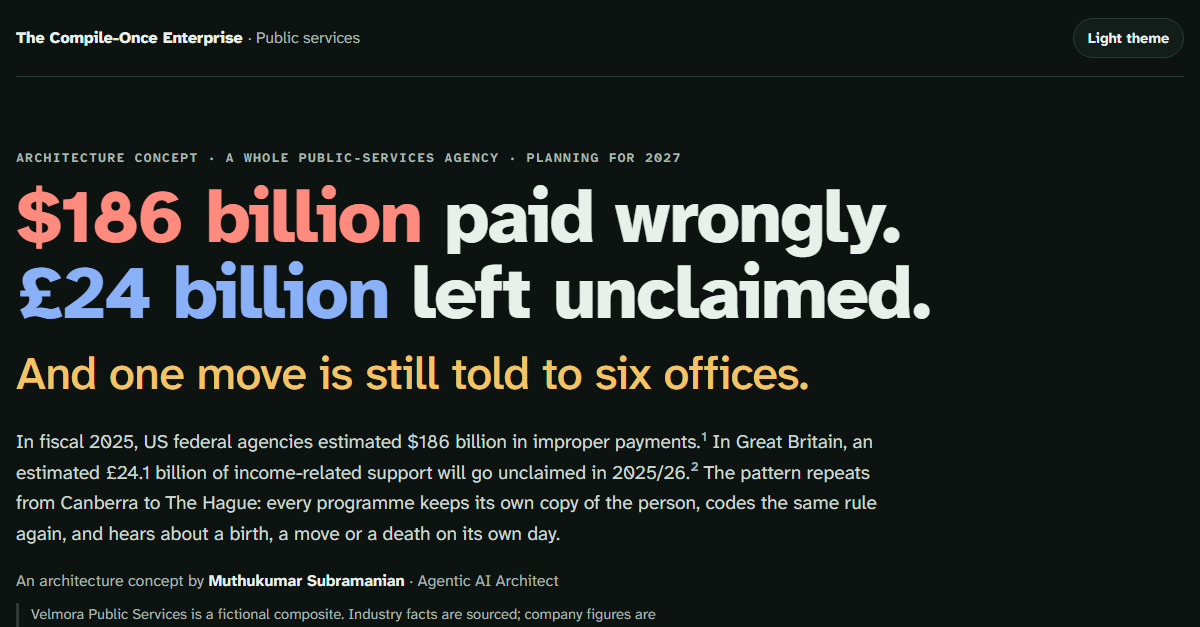 The Compile-Once Enterprise · Public services
Light theme
ARCHITECTURE CONCEPT · A WHOLE PUBLIC-SERVICES AGENCY · PLANNING FOR 2027
$186 billion paid wrongly.
£24 billion left unclaimed.
And one move is still told to six offices.
In fiscal 2025, US federal agencies estimated $186 billion in improper payments.1 In Great Britain, an
estimated £24.1 billion of income-related support will go unclaimed in 2025/26.2 The pattern repeats
from Canberra to The Hague: every programme keeps its own copy of the person, codes the same rule
again, and hears about a birth, a move or a death on its own day.
An architecture concept by Muthukumar Subramanian · Agentic AI Architect
Velmora Public Services is a fictional composite. Industry facts are sourced; company figures are